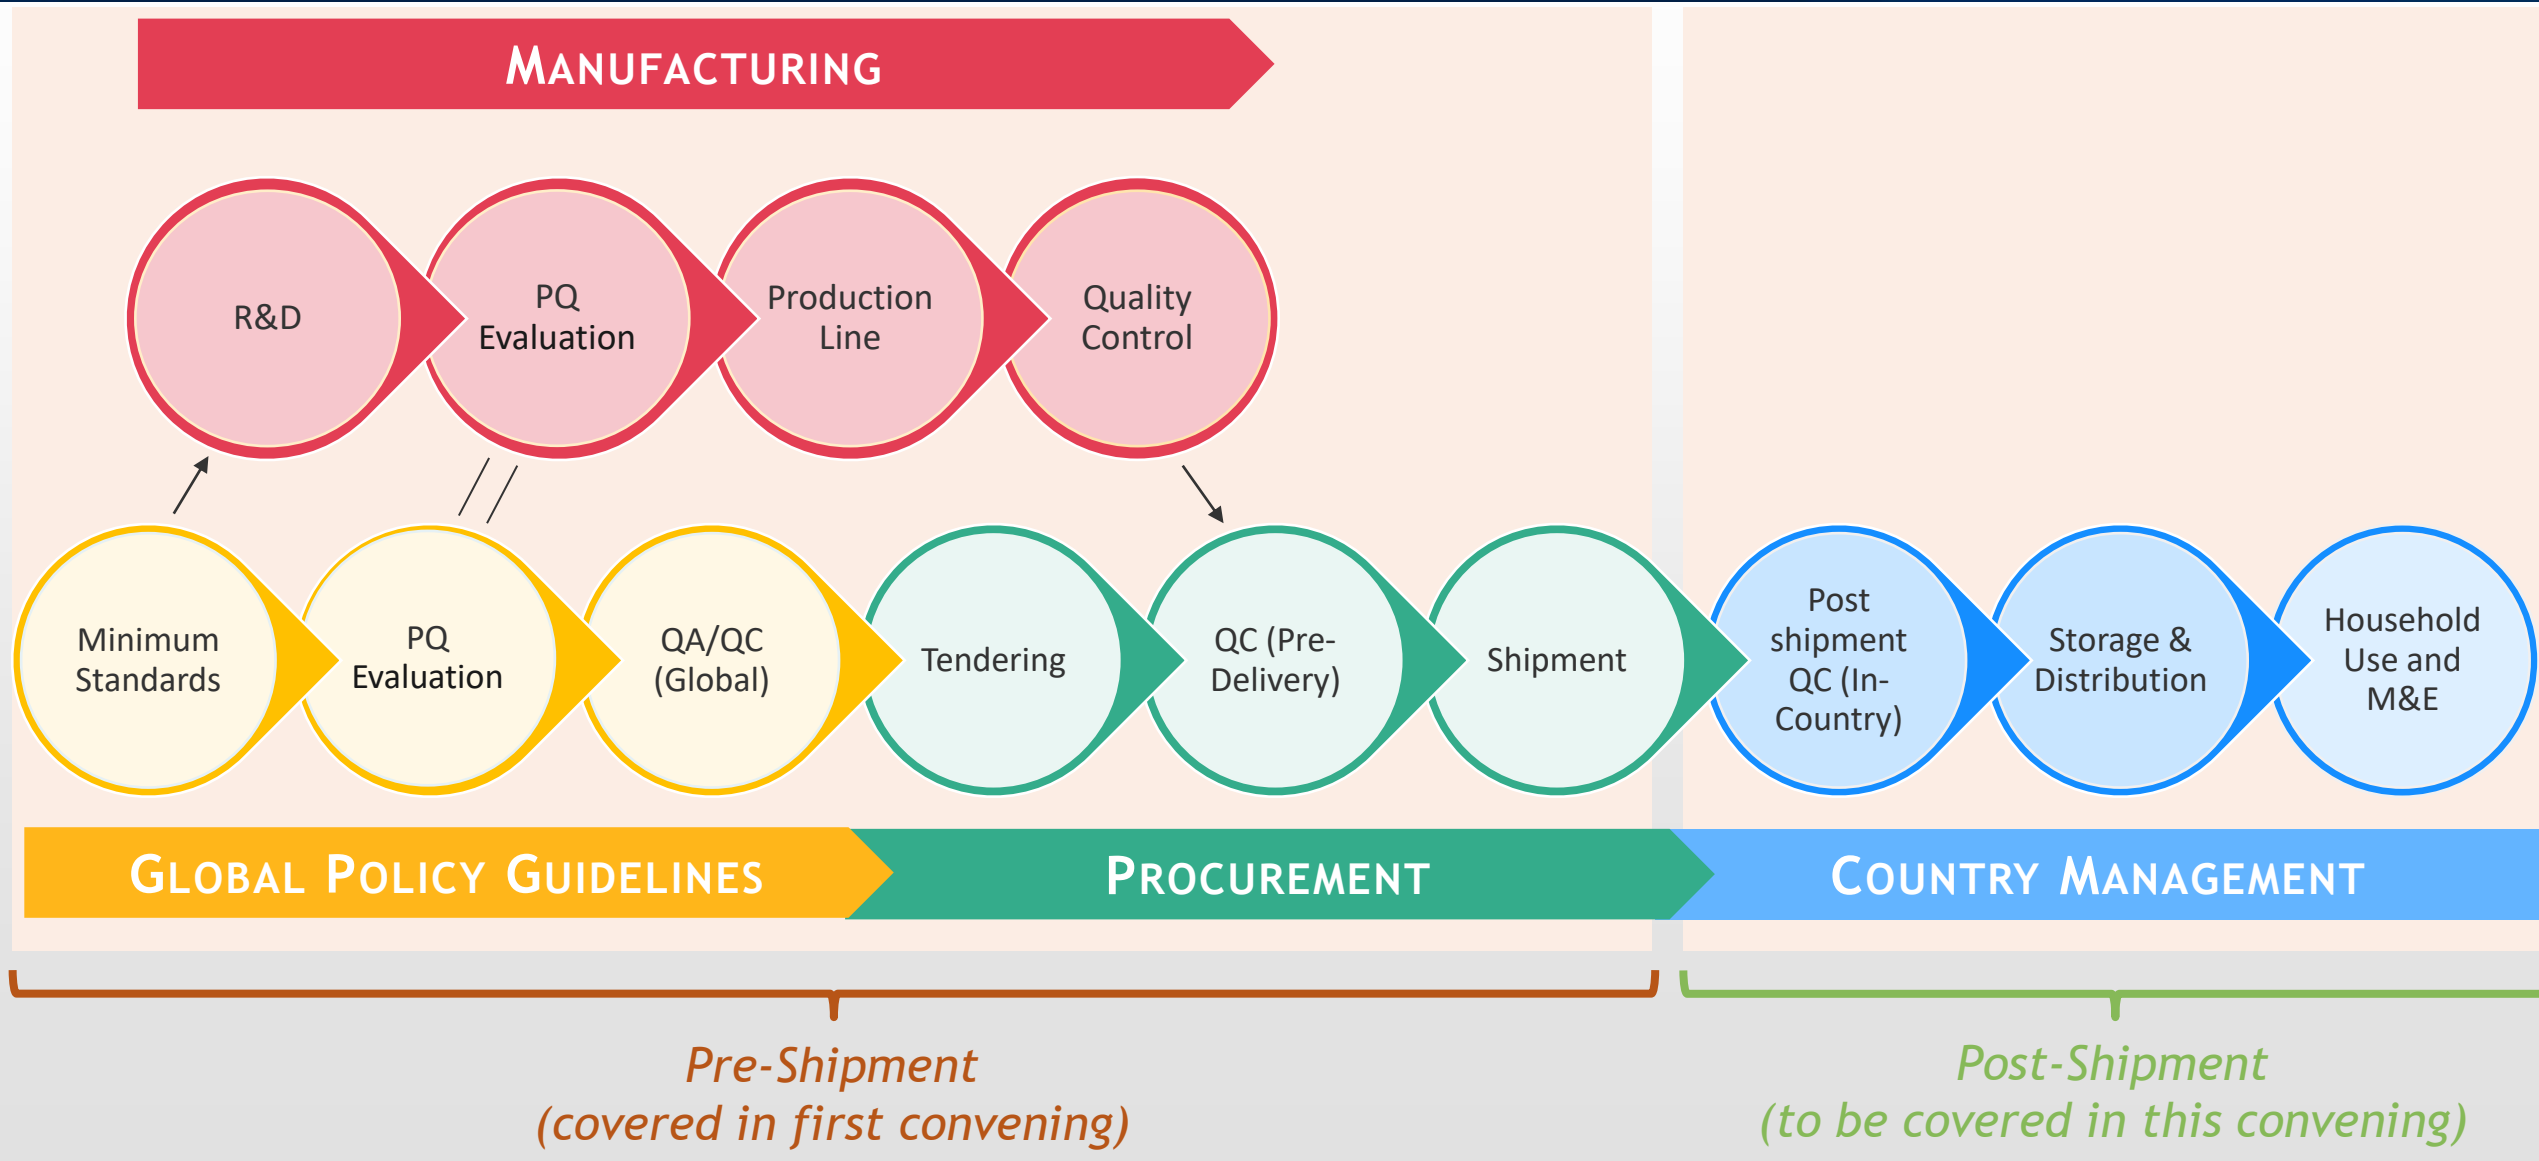 MANUFACTURING
R&D
PQ
Evaluation
Production
Line
Quality
Control
Minimum
Standards
PQ
Evaluation
QA/QC
(Global)
Tendering
QC (Pre-
Delivery)
Shipment
Post
shipment
QC (In-
Country)
Storage &
Distribution
Household
Use and
M&E
GLOBAL POLICY GUIDELINES
PROCUREMENT
COUNTRY MANAGEMENT
Pre-Shipment
(covered in first convening)
Post-Shipment
(to be covered in this convening)